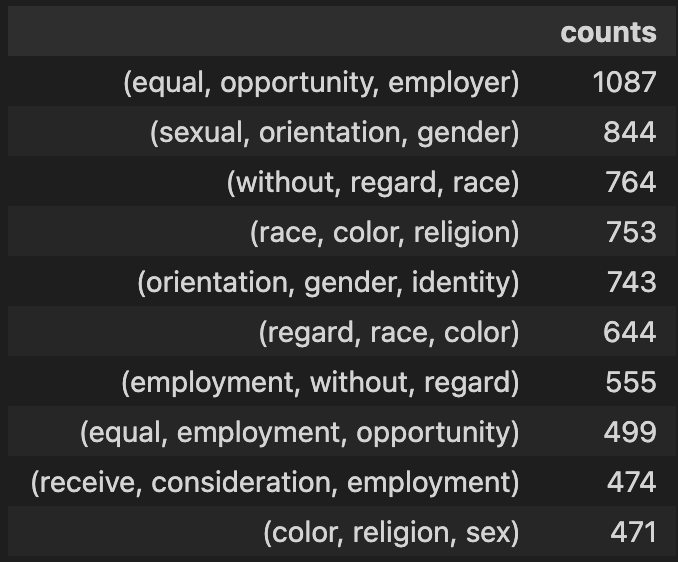 counts
(equal, opportunity, employer) 1087
(sexual, orientation, gender) 844
(without, regard, race) 764
(race, color, religion) 753
(orientation, gender, identity) 743
(regard, race, color) 644
(employment, without, regard) 555
(equal, employment, opportunity) 499
(receive, consideration, employment) 474
(color, religion, sex) 471